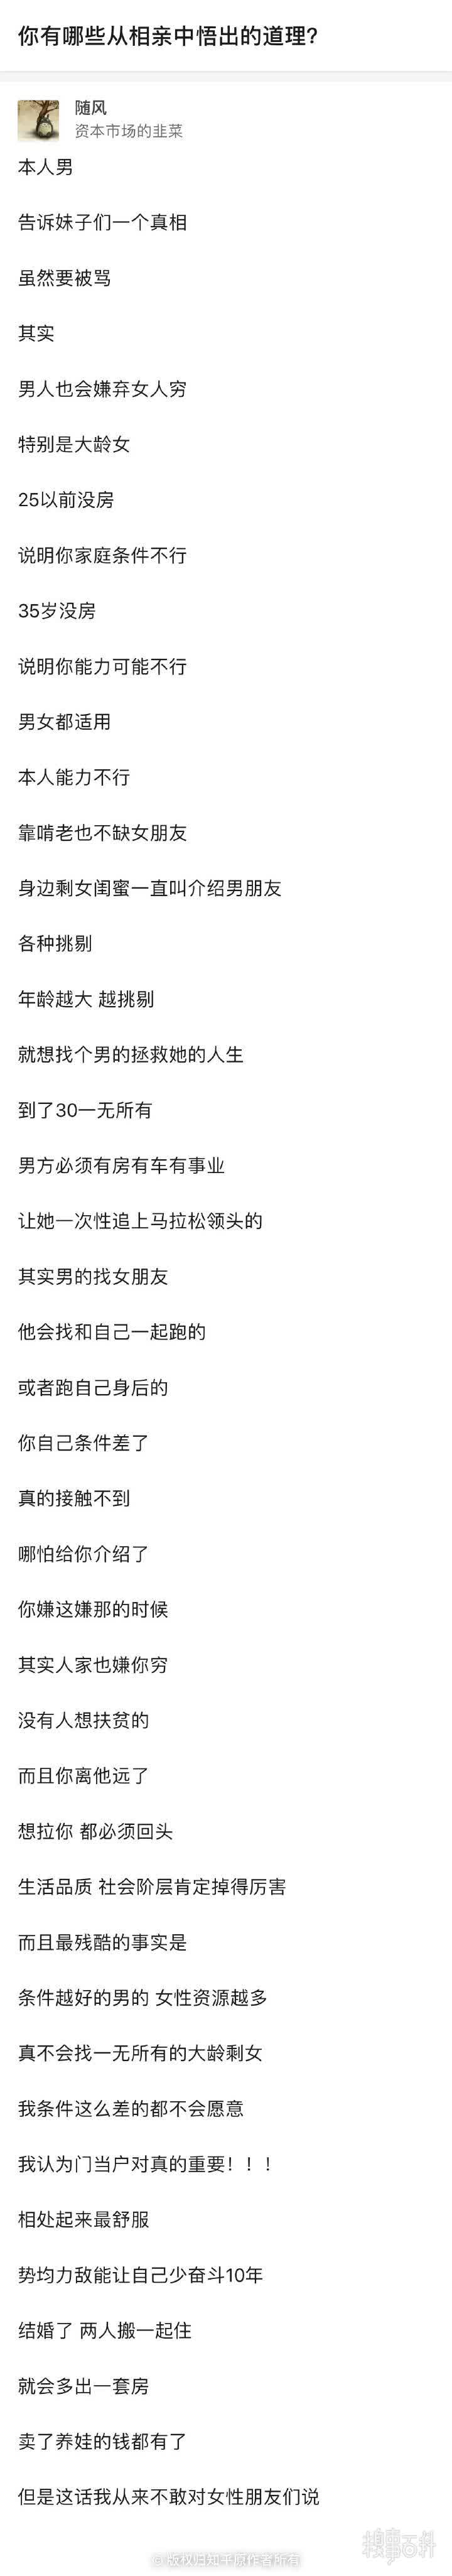 你有哪些从相亲中悟出的道理?
随风
资本市场的韭菜
本人男
告诉妹子们一个真相
虽然要被骂
其实
男人也会嫌弃女人穷
特别是大龄女
25以前没房
说明你家庭条件不行
35岁没房
说明你能力可能不行
男女都适用
本人能力不行
靠啃老也不缺女朋友
身边剩女闺蜜一直叫介绍男朋友
各种挑剔
年龄越大 越挑剔
就想找个男的拯救她的人生
到了30一无所有
男方必须有房有车有事业
让她一次性追上马拉松领头的
其实男的找女朋友
他会找和自己一起跑的
或者跑自己身后的
你自己条件差了
真的接触不到
哪怕给你介绍了
你嫌这嫌那的时候
其实人家也嫌你穷
没有人想扶贫的
而且你离他远了
想拉你 都必须回头
生活品质 社会阶层肯定掉得厉害
而且最残酷的事实是
条件越好的男的 女性资源越多
真不会找一无所有的大龄剩女
我条件这么差的都不会愿意
我认为门当户对真的重要！！！
相处起来最舒服
势均力敌能让自己少奋斗10年
结婚了 两人搬一起住
就会多出一套房
卖了养娃的钱都有了
但是这话我从来不敢对女性朋友们说
©版权归知乎原作者所有